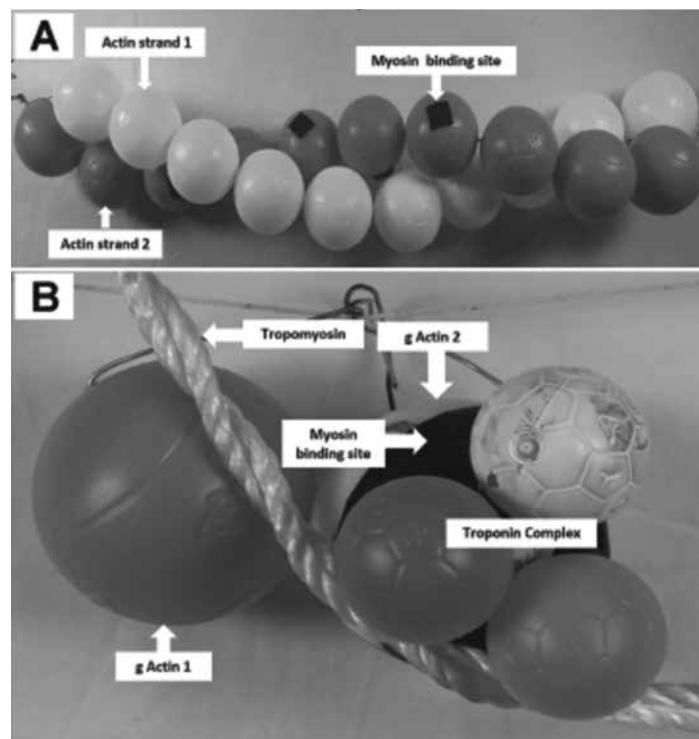 A
Actin strand 1
Myosin binding site
Actin strand 2
B
Tropomyosin
g Actin 2
Myosin
binding site
Troponin Complex
g Actin 1